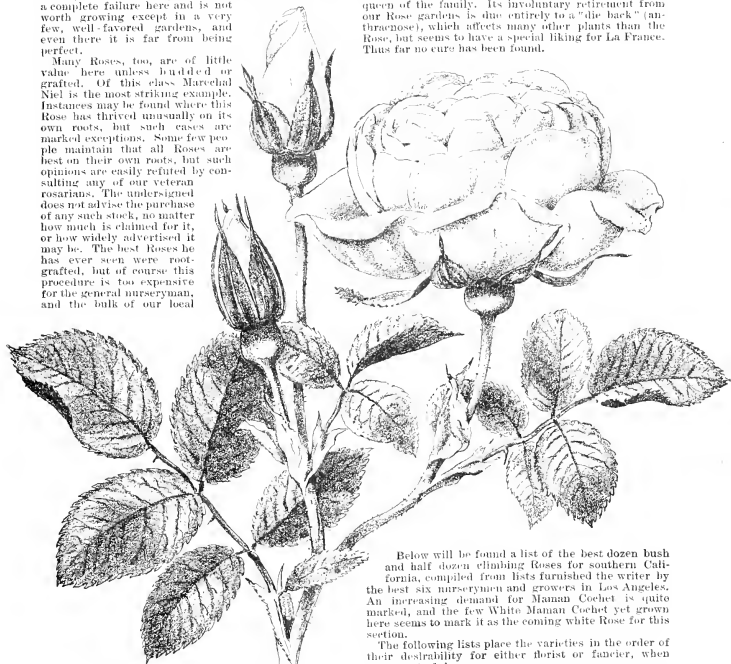 a complete failure here and is not
worth growing except in a very
few, well-favored gardens, and
even there it is far from being
perfect.
Many Roses, too, are of little
value here unless budded or
grafted. Of this class Marechal
Niel is the most striking example.
Instances may be found where this
Rose has thrived unusually on its
own roots, but such cases are
marked exceptions. Some few peo
ple maintain that all Roses are
best on their own roots, but such
opinions are easily refuted by con-
sulting any of our veteran
rosarians. The undersigned
does not advise the purchase
of any such stock, no matter
how much is claimed for it,
or how widely advertised it
may be. The best Roses he
has ever seen were root-
grafted, but of course this
procedure is too expensive
for the general nurseryman,
and the bulk of our local
queen of the family. Its involuntary retirement from
our Rose gardens is due entirely to a "die back" (an-
thracnose), which affects many other plants than the
Rose, but seems to have a special liking for La France.
Thus far no cure has been found.
Below will be found a list of the best dozen bush
and half dozen climbing Roses for southern Cali-
fornia, compiled from lists furnished the writer by
the best six nurserymen and growers in Los Angeles.
An increasing demand for Maman Cochet is quite
marked, and the few White Maman Cochet yet grown
here seems to mark it as the coming white Rose for this
section.
The following lists place the varieties in the order of
their desirability for either florist or fancier, when